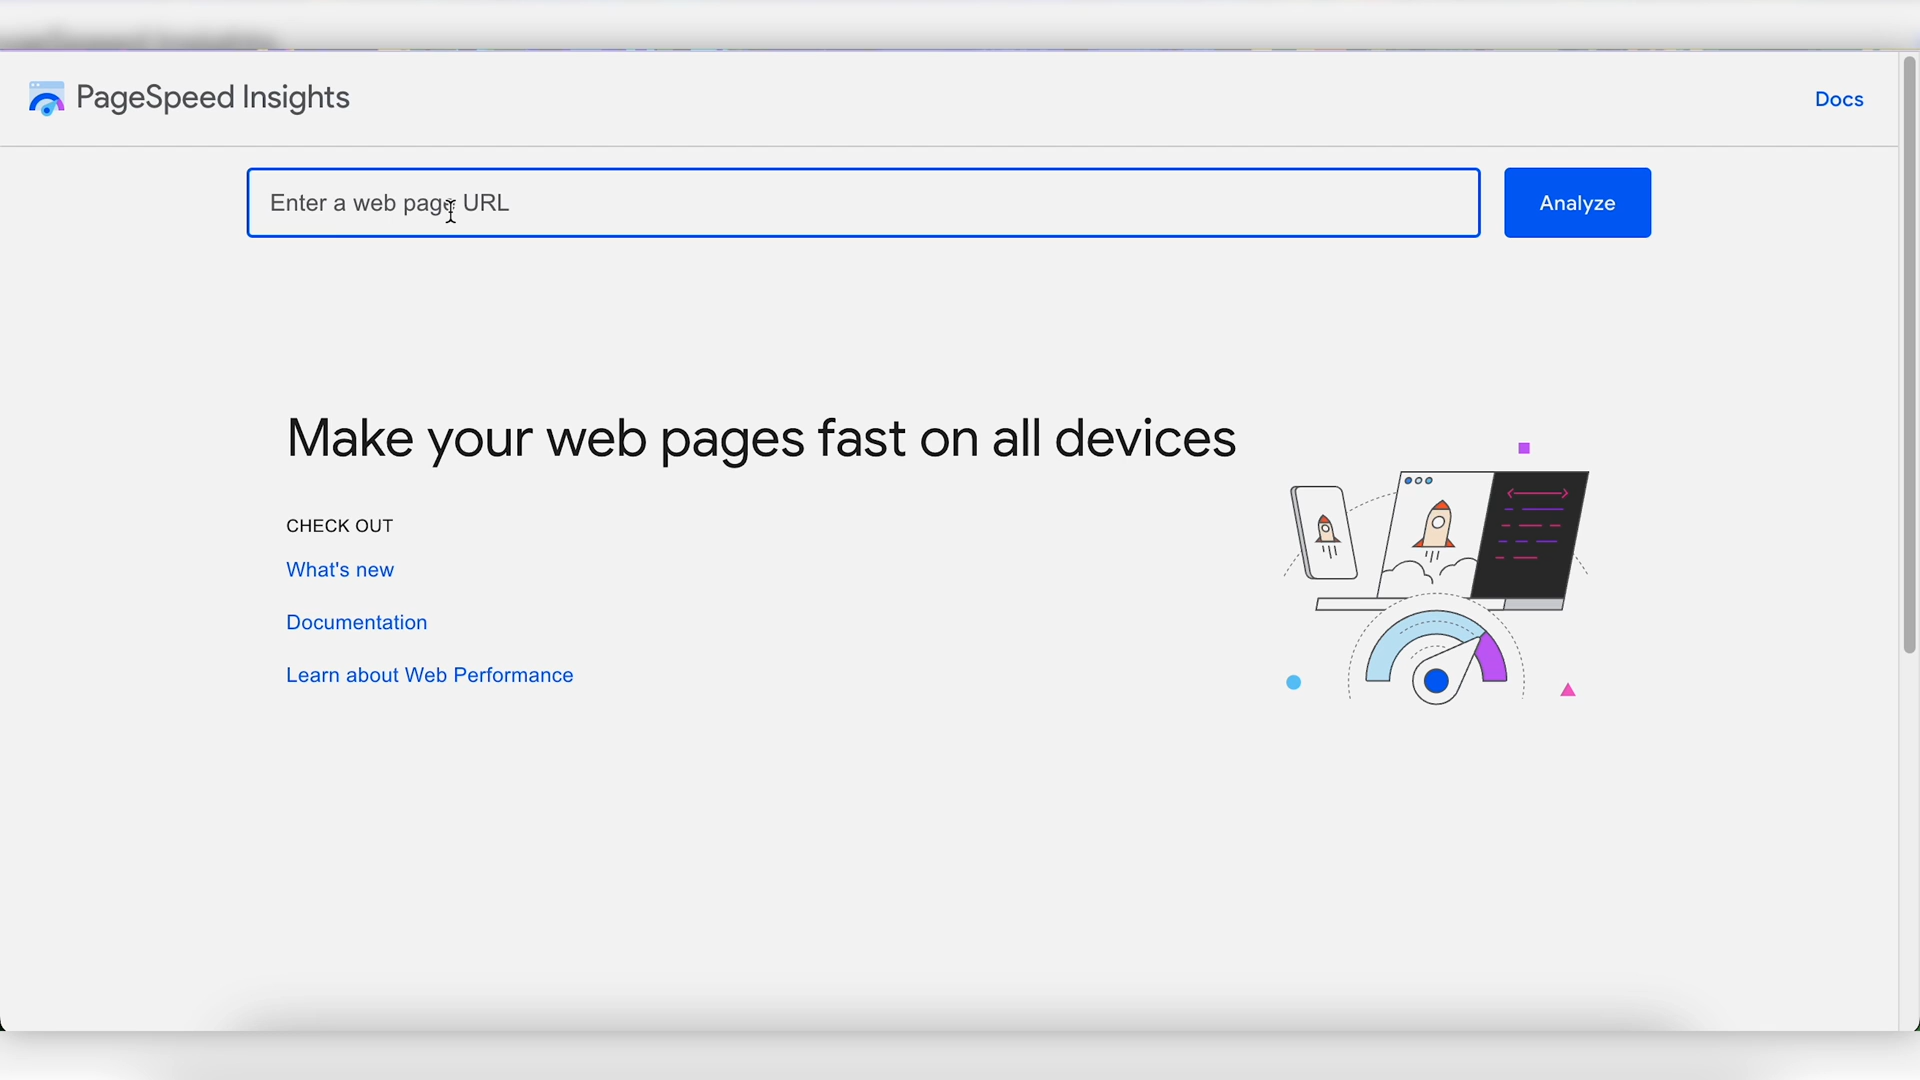 PageSpeed Insights
Docs
Enter a web page URL
Analyze
Make your web pages fast on all devices
CHECK OUT
What's new
Documentation
Learn about Web Performance